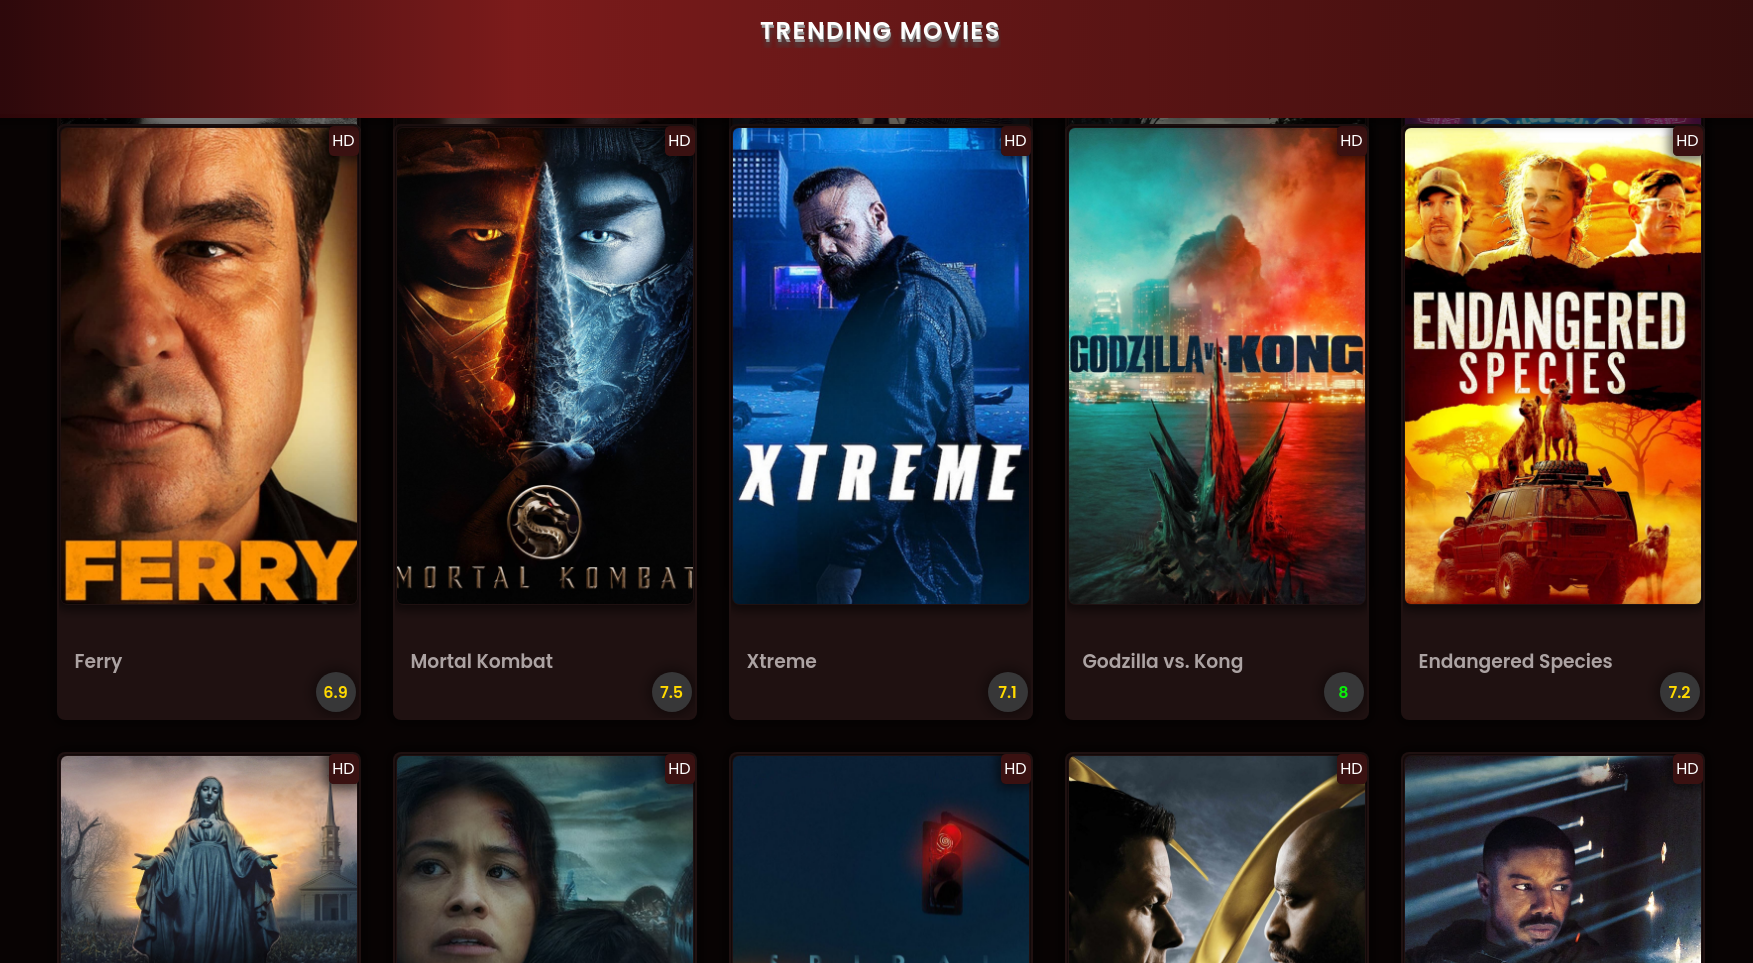 TRENDING MOVIES
HD
HD
HD
HD
HD
FERRY
MORTAL KOMBAT
XTREME
GODZILLA vs. KONG
ENDANGERED
SPECIES
Ferry
Mortal Kombat
Xtreme
Godzilla vs. Kong
Endangered Species
6.9
7.5
7.1
8
7.2
HD
HD
HD
HD
HD